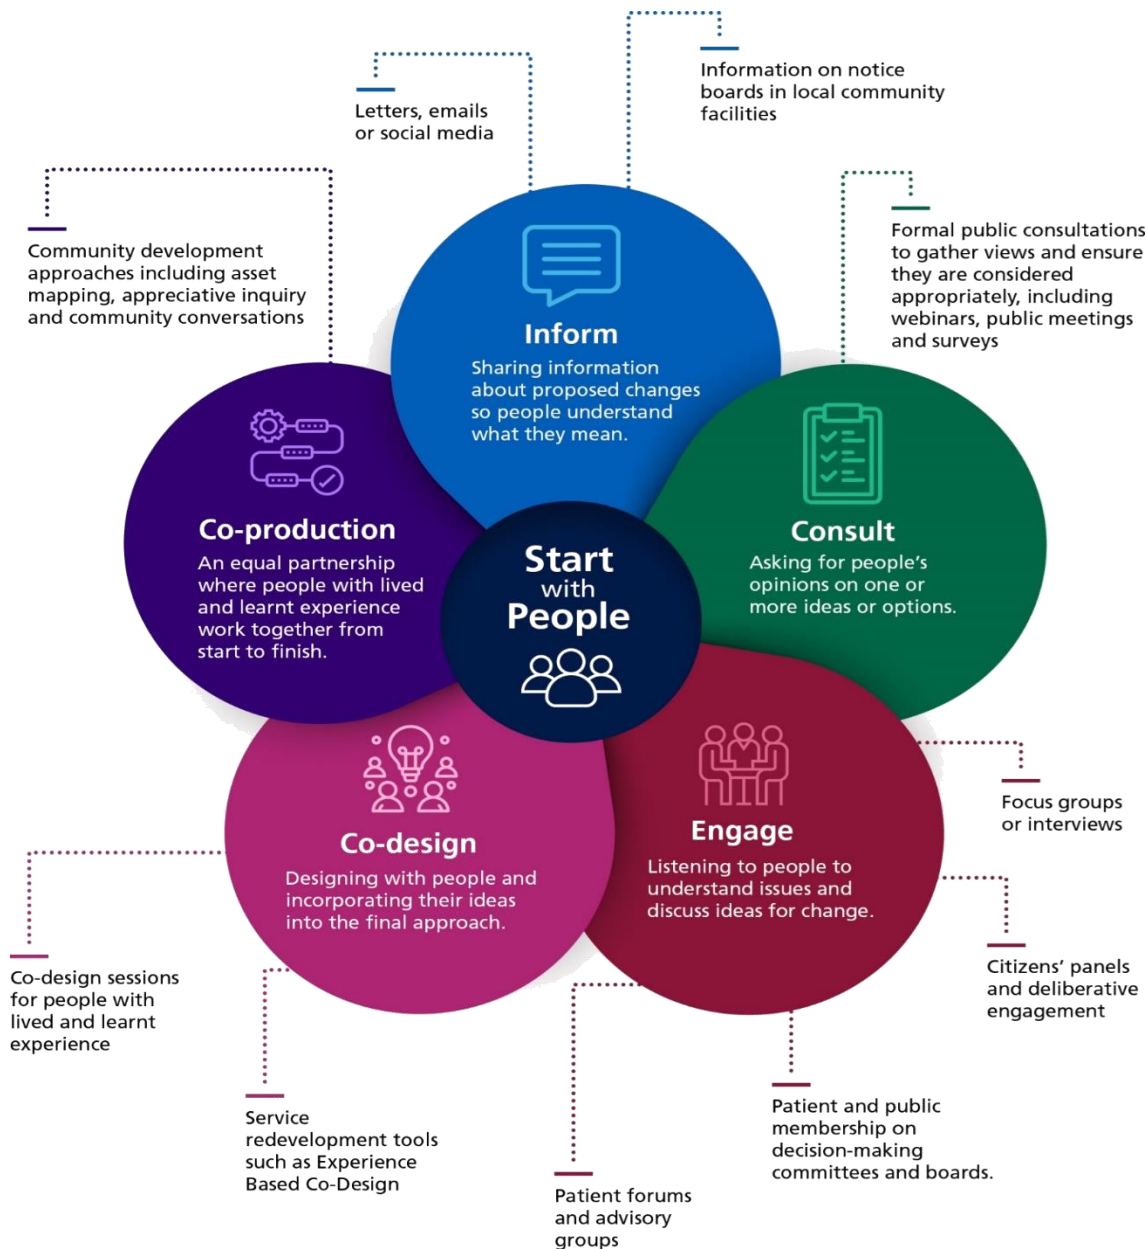 Information on notice
boards in local community
facilities
Letters, emails
or social media
Community development
approaches including asset
mapping, appreciative inquiry
and community conversations
Formal public consultations
to gather views and ensure
they are considered
appropriately, including
webinars, public meetings
and surveys
Inform
Sharing information
about proposed changes
so people understand
what they mean.
Co-production
An equal partnership
where people with lived
and learnt experience
work together from
start to finish.
Start
with
People
Consult
Asking for people’s
opinions on one or
more ideas or options.
Co-design
Designing with people and
incorporating their ideas
into the final approach.
Engage
Listening to people to
understand issues and
discuss ideas for change.
Focus groups
or interviews
Citizens’ panels
and deliberative
engagement
Co-design sessions
for people with
lived and learnt
experience
Service
redevelopment tools
such as Experience
Based Co-Design
Patient and public
membership on
decision-making
committees and boards.
Patient forums
and advisory
groups